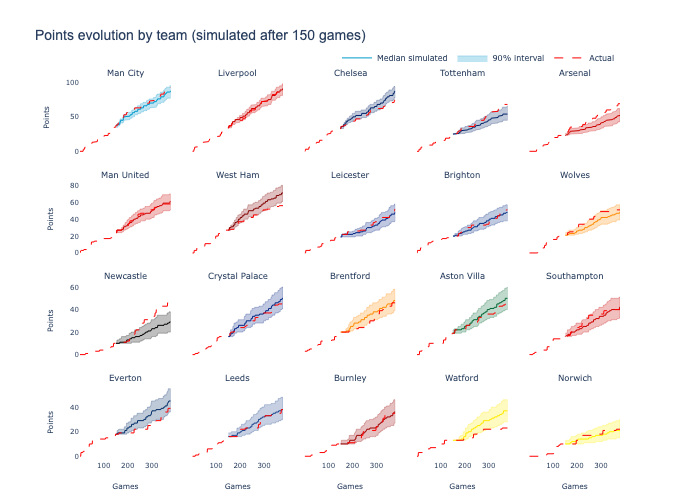 Points evolution by team (simulated after 150 games)
Median simulated 90% interval Actual
Man City Liverpool Chelsea Tottenham Arsenal
100
50
0
Points
Man United West Ham Leicester Brighton Wolves
80
60
40
20
0
Points
Newcastle Crystal Palace Brentford Aston Villa Southampton
60
40
20
0
Points
Everton Leeds Burnley Watford Norwich
40
20
0
Points
100 200 300 100 200 300 100 200 300 100 200 300 100 200 300
Games Games Games Games Games